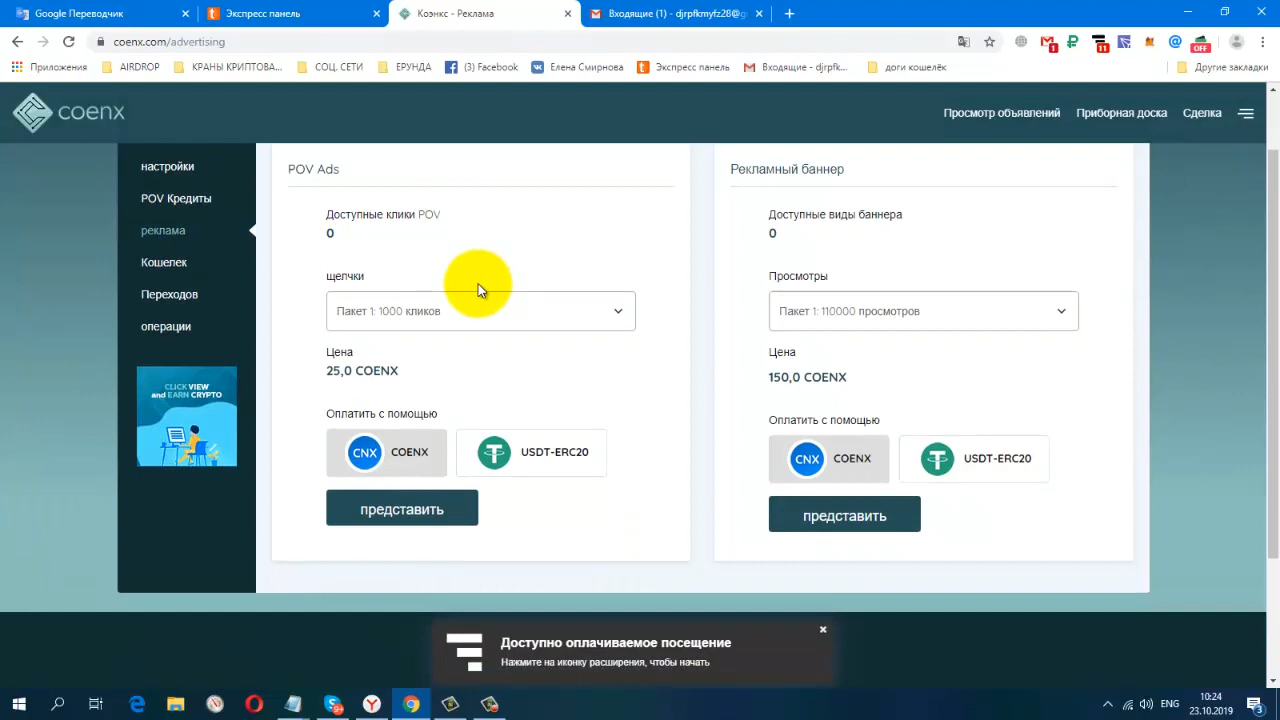 Google Переводчик
Экспресс панель
Коэнкс - Реклама
Входящие (1) - djrpfkmyfz26@g
coenx.com/advertising
Приложения
AIRDROP
КРАНЫ КРИПТОВА...
СОЦ. СЕТИ
ЕРУНДА
(3) Facebook
Елена Смирнова
Экспресс панель
Входящие - djrpfk...
доги кошелёк
Другие закладки
coenx
Просмотр объявлений
Приборная доска
Сделка
настройки
POV Кредиты
реклама
Кошелек
Переходов
операции
CLICK VIEW
and EARN CRYPTO
POV Ads
Доступные клики POV
0
щелчки
Пакет 1: 1000 кликов
Цена
25,0 COENX
Оплатить с помощью
CNX COENX
USDT-ERC20
представить
Рекламный баннер
Доступные виды баннера
0
Просмотры
Пакет 1: 110000 просмотров
Цена
150,0 COENX
Оплатить с помощью
CNX COENX
USDT-ERC20
представить
Доступно оплачиваемое посещение
Нажмите на иконку расширения, чтобы начать
1
11
OFF
ENG
10:24
23.10.2019
3